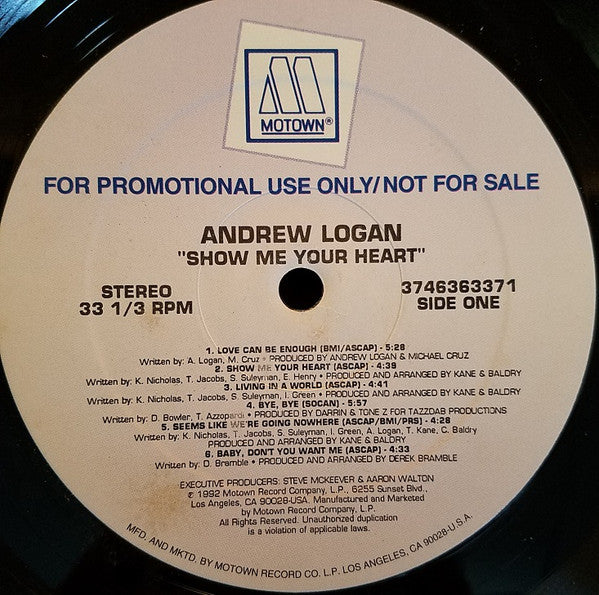 MOTOWN®
FOR PROMOTIONAL USE ONLY/NOT FOR SALE
ANDREW LOGAN
"SHOW ME YOUR HEART"
STEREO
33 1/3 RPM
3746363371
SIDE ONE
1. LOVE CAN BE ENOUGH (BMI/ASCAP) - 5:28
Written by: A. Logan, M. Cruz • PRODUCED BY ANDREW LOGAN & MICHAEL CRUZ
2. SHOW ME YOUR HEART (ASCAP) - 4:39
Written by: K. Nicholas, T. Jacobs, S. Suleyman, E. Henry • PRODUCED AND ARRANGED BY KANE & BALDRY
3. LIVING IN A WORLD (ASCAP) - 4:41
Written by: K. Nicholas, T. Jacobs, S. Suleyman, I. Green • PRODUCED AND ARRANGED BY KANE & BALDRY
4. BYE, BYE (SOCAN) - 5:57
Written by: D. Bowler, T. Azzopardi • PRODUCED BY DARRIN & TONE Z FOR TAZZDAB PRODUCTIONS
5. SEEMS LIKE WE'RE GOING NOWHERE (ASCAP/BMI/PRS) - 4:28
Written by: K. Nicholas, T. Jacobs, S. Suleyman, I. Green, A. Logan, T. Kane, C. Baldry
PRODUCED AND ARRANGED BY KANE & BALDRY
6. BABY, DON'T YOU WANT ME (ASCAP) - 4:33
Written by: D. Bramble • PRODUCED AND ARRANGED BY DEREK BRAMBLE
EXECUTIVE PRODUCERS: STEVE MCKEEVER & AARON WALTON
℗ 1992 Motown Record Company, L.P., 6255 Sunset Blvd.,
Los Angeles, CA 90028-USA. Manufactured and Marketed
by Motown Record Company, L.P.
All Rights Reserved. Unauthorized duplication
is a violation of applicable laws.
MFD. AND MKTD. BY MOTOWN RECORD CO. L.P. LOS ANGELES, CA 90028-U.S.A.